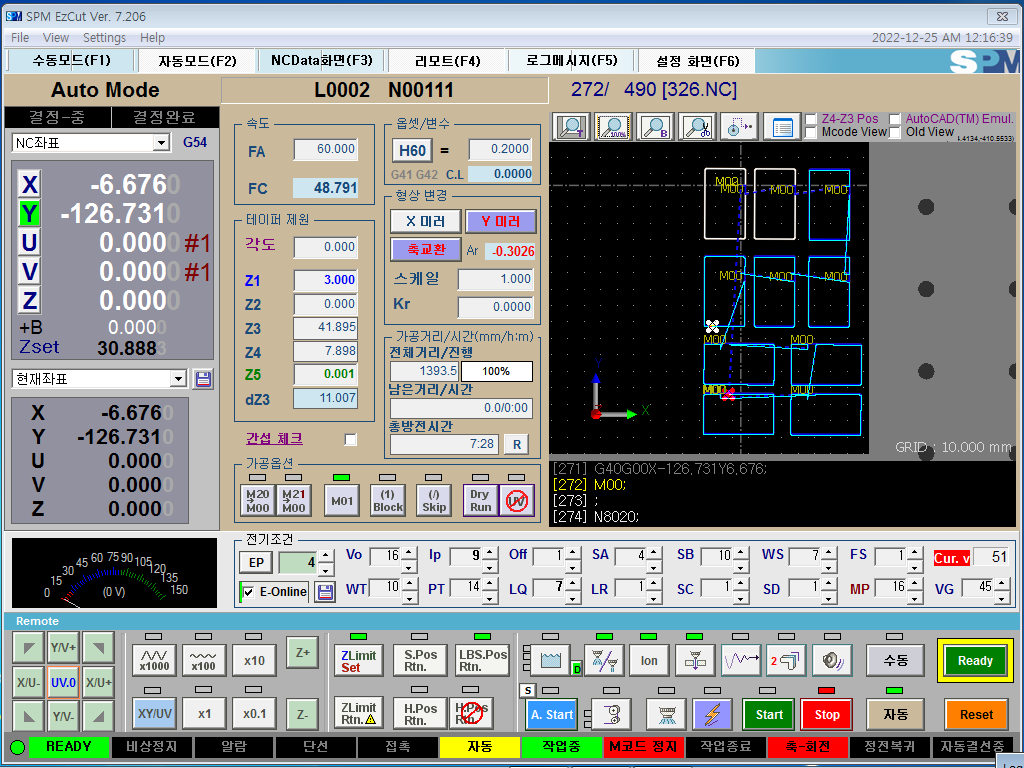 SPM SPM EzCut Ver. 7.206
File View Settings Help
2022-12-25 AM 12:16:39
수동모드(F1) 자동모드(F2) NCData화면(F3) 리모트(F4) 로그메시지(F5) 설정 화면(F6) SPM
Auto Mode
L0002 N00111
272/ 490 [326.NC]
결정-중 결정완료
NC좌표 G54
X -6.6760
Y -126.7310
U 0.0000 #1
V 0.0000 #1
Z 0.0000
+B 0.0000
Zset 30.8883
현재좌표
X -6.6760
Y -126.7310
U 0.0000
V 0.0000
Z 0.0000
속도
FA 60.000
FC 48.791
테이퍼 제원
각도 0.000
Z1 3.000
Z2 0.000
Z3 41.895
Z4 7.898
Z5 0.001
dZ3 11.007
간섭 체크
옵셋/변수
H60 = 0.2000
G41 G42 C.L 0.0000
형상 변경
X 미러 Y 미러
축교환 Ar -0.3026
스케일 1.000
Kr 0.0000
가공거리/시간(mm/h:m)
전체거리/진행
1393.5 100%
남은거리/시간
0.0/0:00
총방전시간
7:28 R
가공옵션
M20 M00
M21 M00
M01
(1) Block
(/) Skip
Dry Run
UV
T 100% B
Z4-Z3 Pos AutoCAD(TM) Emul.
Mcode View Old View
M00 M00 M00 M00
M00 M00 M00
M00 M00
M00 M00
Y
X
GRID : 10.000 mm
[271] G40G00X-126,731Y6,676;
[272] M00;
[273] ;
[274] N8020;
0 15 30 45 60 75 90 105 120 135 150
(0 V)
전기조건
EP 4
E-Online
Vo 16 Ip 9 Off 1 SA 4 SB 10 WS 7 FS 1 Cur. v 51
WT 10 PT 14 LQ 7 LR 1 SC 1 SD 1 MP 16 VG 45
Remote
Y/V+
X/U- UV.0 X/U+
Y/V-
x1000 x100 x10 Z+
XY/UV x1 x0.1 Z-
ZLimit Set
S.Pos Rtn.
LBS.Pos Rtn.
ZLimit Rtn.
H.Pos Rtn.
H.Pos Rtn.
D
Ion
2
수동
Ready
S
A. Start
Start
Stop
자동
Reset
READY 비상정지 알람 단선 접촉 자동 작업중 M코드 정지 작업종료 축-회전 정전복귀 자동결선중